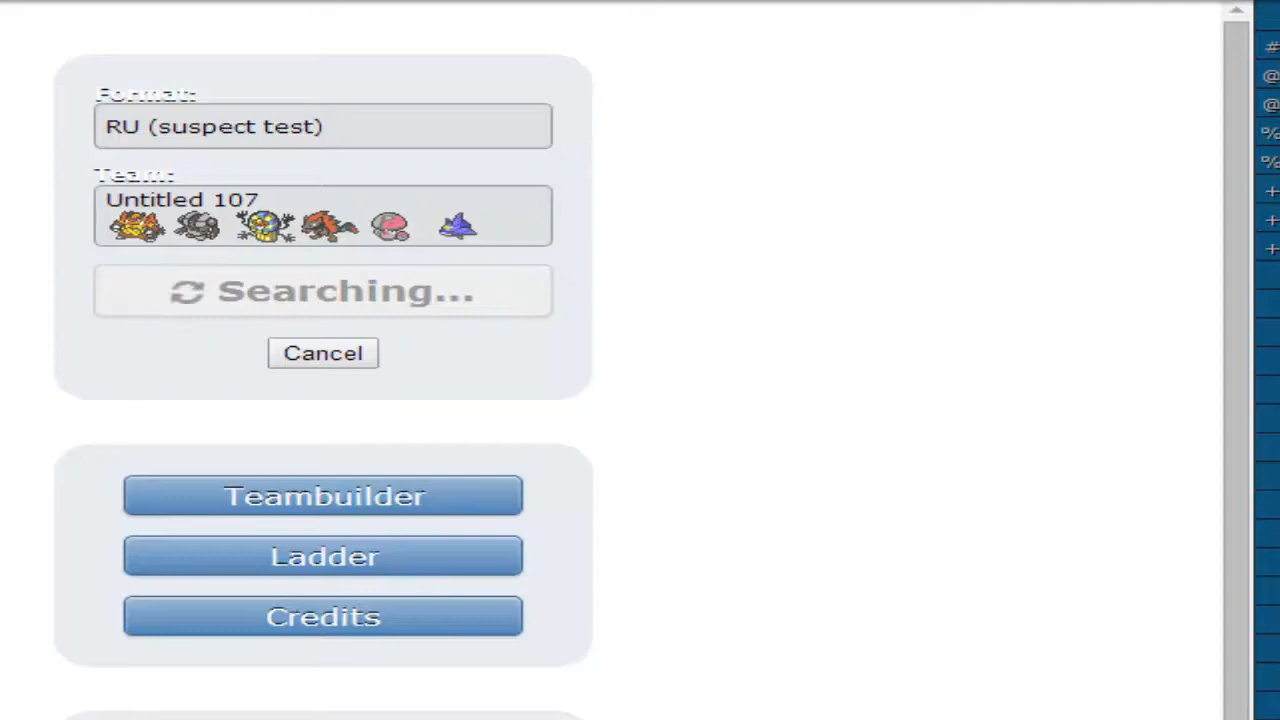 Format:
RU (suspect test)
Team:
Untitled 107
Searching...
Cancel
Teambuilder
Ladder
Credits
#
@
@
%
%
+
+
+